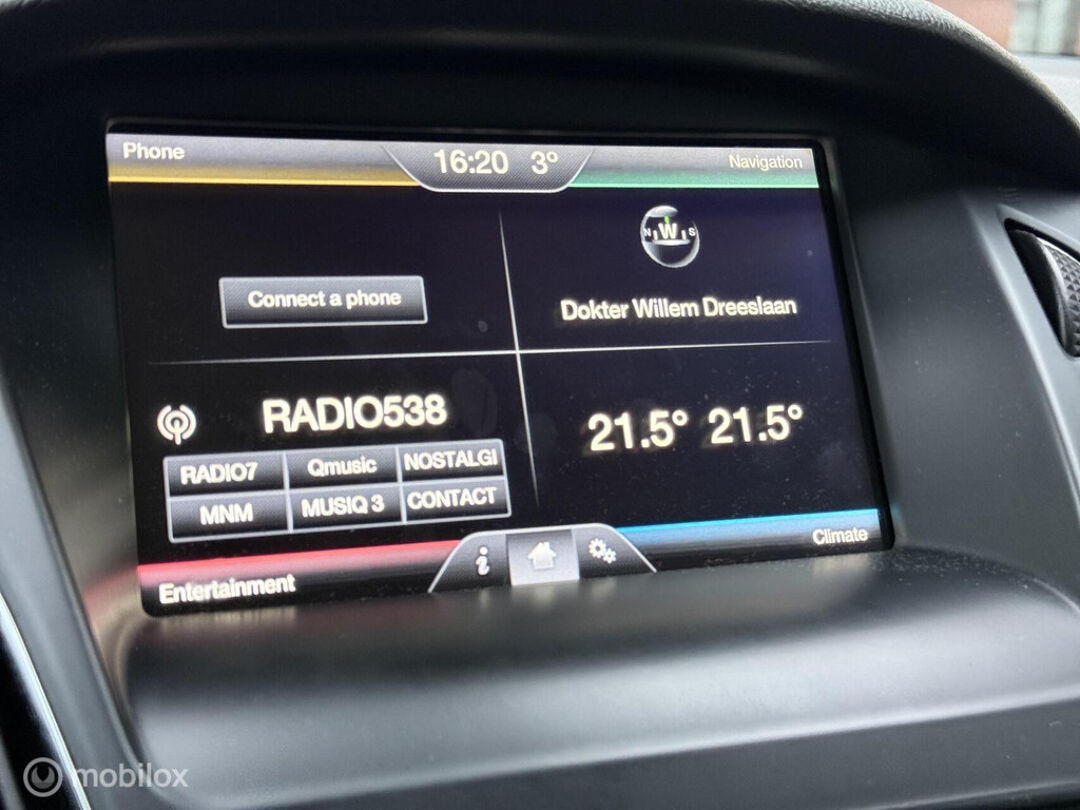 Phone
16:20 3°
Navigation
N W S
Connect a phone
Dokter Willem Dreeslaan
RADIO538
RADIO7 Qmusic NOSTALGI
MNM MUSIQ 3 CONTACT
21.5° 21.5°
Entertainment
i
Climate
mobilox